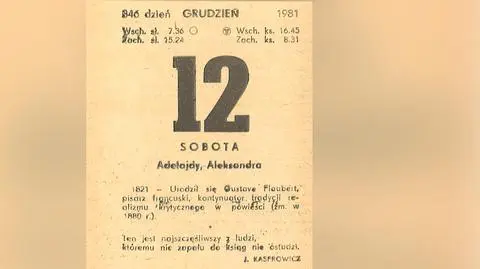 346 dzień GRUDZIEŃ 1981
Wsch. sł. 7.36 Wsch. ks. 16.45
Zach. sł. 15.24 Zach. ks. 8.31
12
SOBOTA
Adelajdy, Aleksandra
1821 – Urodził się Gustave Flaubert,
pisarz francuski, kontynuator tradycji re-
alizmu krytycznego w powieści (zm. w
1880 r.)
Ten jest najszczęśliwszy z ludzi,
któremu nie zapału do ksiąg nie ostudzi.
J. KASPROWICZ